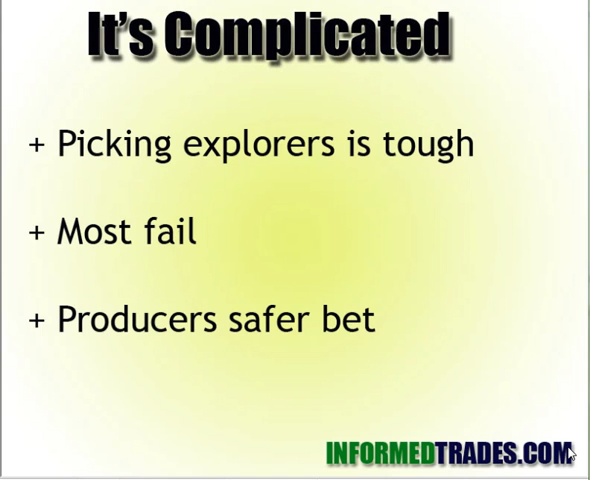 It's Complicated
+ Picking explorers is tough
+ Most fail
+ Producers safer bet
INFORMEDTRADES.COM